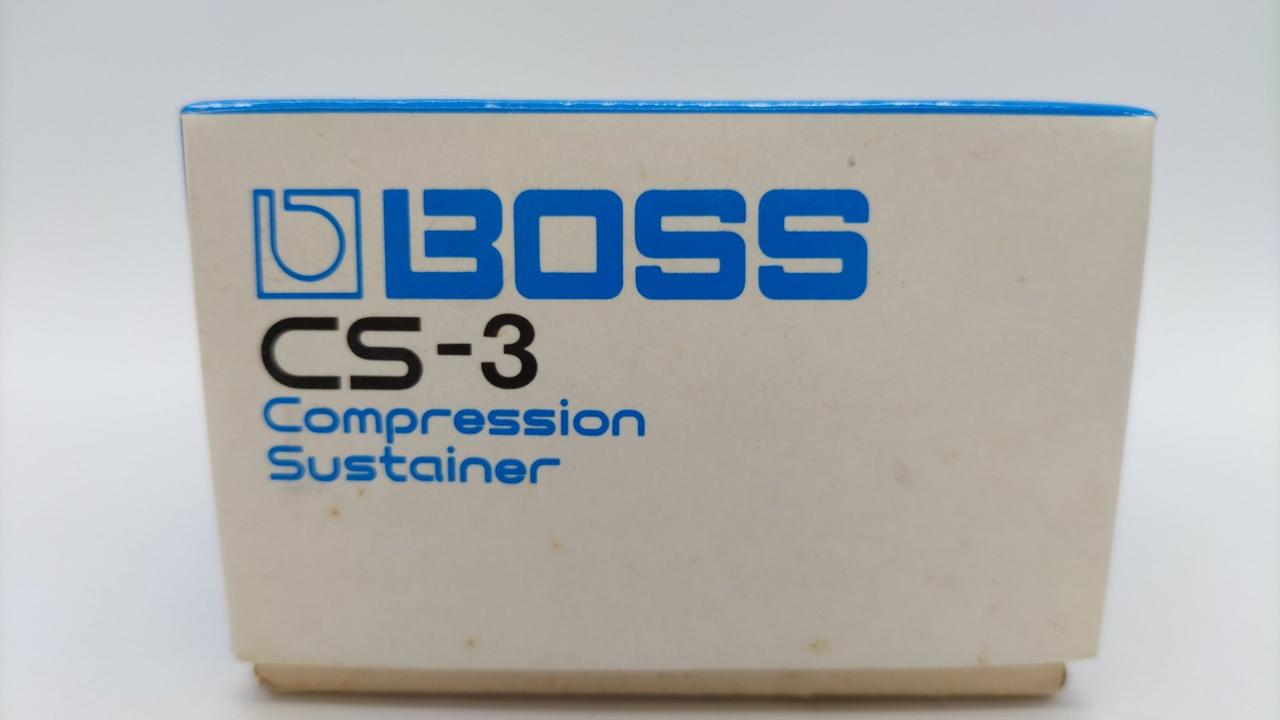 BOSS
CS-3
Compression
Sustainer